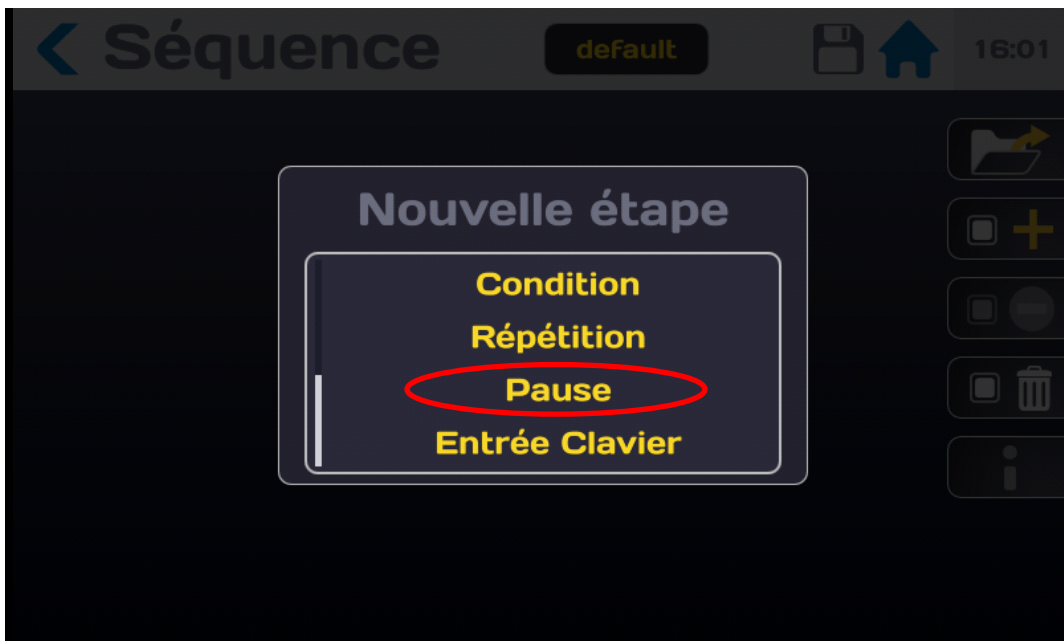 Séquence
default
16:01
Nouvelle étape
Condition
Répétition
Pause
Entrée Clavier